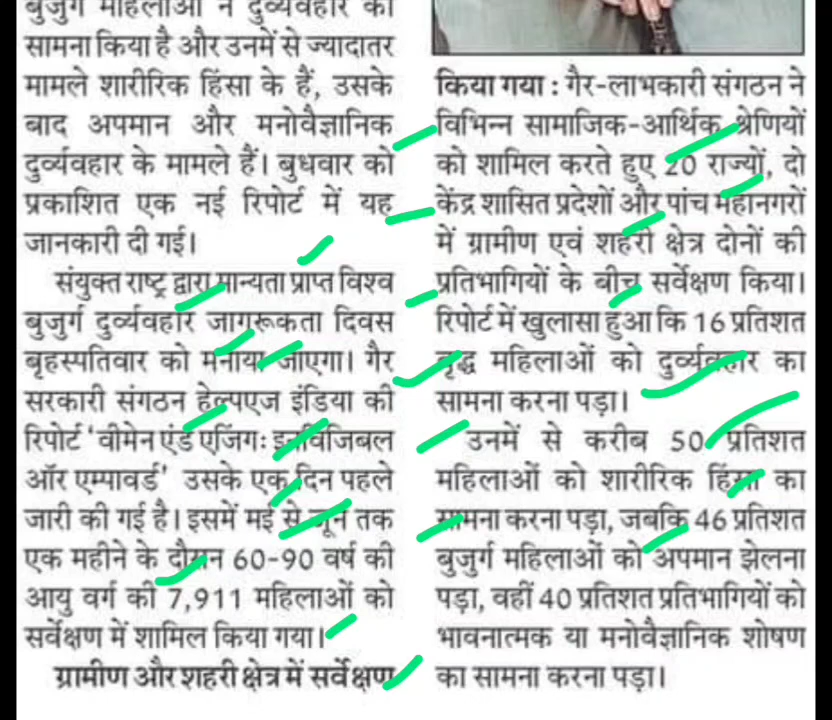 बुजुर्ग महिलाओं ने दुर्व्यवहार का
सामना किया है और उनमें से ज्यादातर
मामले शारीरिक हिंसा के हैं, उसके
बाद अपमान और मनोवैज्ञानिक
दुर्व्यवहार के मामले हैं। बुधवार को
प्रकाशित एक नई रिपोर्ट में यह
जानकारी दी गई।
संयुक्त राष्ट्र द्वारा मान्यता प्राप्त विश्व
बुजुर्ग दुर्व्यवहार जागरूकता दिवस
बृहस्पतिवार को मनाया जाएगा। गैर
सरकारी संगठन हेल्पएज इंडिया की
रिपोर्ट 'वीमेन एंड एजिंग: इनविजिबल
ऑर एम्पावर्ड' उसके एक दिन पहले
जारी की गई है। इसमें मई से जून तक
एक महीने के दौरान 60-90 वर्ष की
आयु वर्ग की 7,911 महिलाओं को
सर्वेक्षण में शामिल किया गया।
ग्रामीण और शहरी क्षेत्र में सर्वेक्षण
किया गया : गैर-लाभकारी संगठन ने
विभिन्न सामाजिक-आर्थिक श्रेणियों
को शामिल करते हुए 20 राज्यों, दो
केंद्र शासित प्रदेशों और पांच महानगरों
में ग्रामीण एवं शहरी क्षेत्र दोनों की
प्रतिभागियों के बीच सर्वेक्षण किया।
रिपोर्ट में खुलासा हुआ कि 16 प्रतिशत
वृद्ध महिलाओं को दुर्व्यवहार का
सामना करना पड़ा।
उनमें से करीब 50 प्रतिशत
महिलाओं को शारीरिक हिंसा का
सामना करना पड़ा, जबकि 46 प्रतिशत
बुजुर्ग महिलाओं को अपमान झेलना
पड़ा, वहीं 40 प्रतिशत प्रतिभागियों को
भावनात्मक या मनोवैज्ञानिक शोषण
का सामना करना पड़ा।